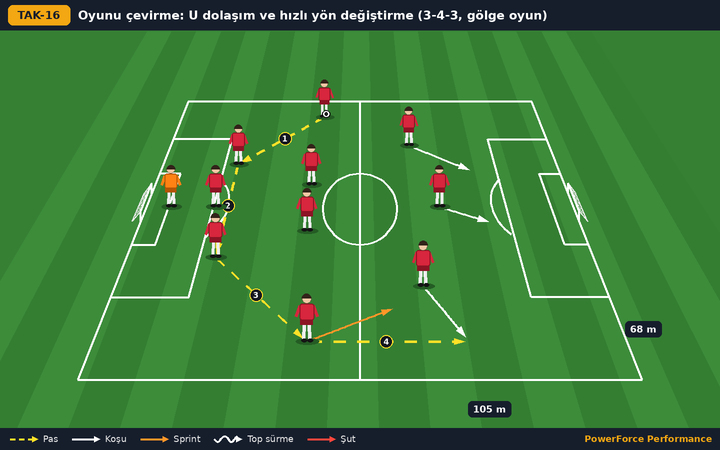 TAK-16 Oyunu çevirme: U dolaşım ve hızlı yön değiştirme (3-4-3, gölge oyun)
1
2
3
4
68 m
105 m
Pas Koşu Sprint Top sürme Şut PowerForce Performance